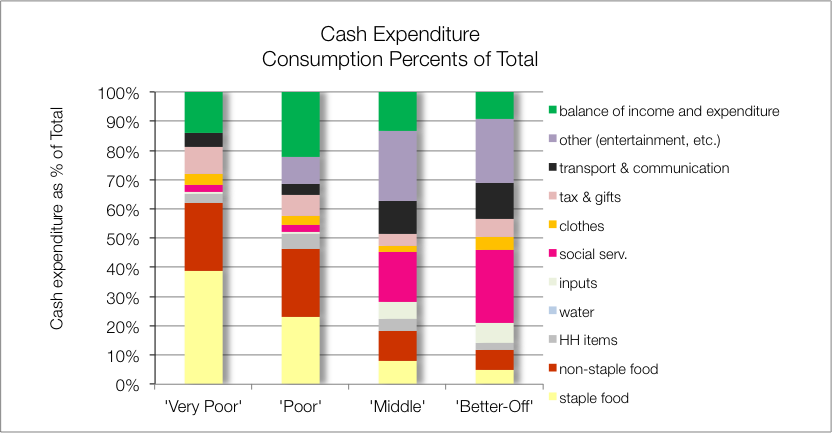 Cash Expenditure
Consumption Percents of Total
Cash expenditure as % of Total
100%
90%
80%
70%
60%
50%
40%
30%
20%
10%
0%
'Very Poor'
'Poor'
'Middle'
'Better-Off'
balance of income and expenditure
other (entertainment, etc.)
transport & communication
tax & gifts
clothes
social serv.
inputs
water
HH items
non-staple food
staple food